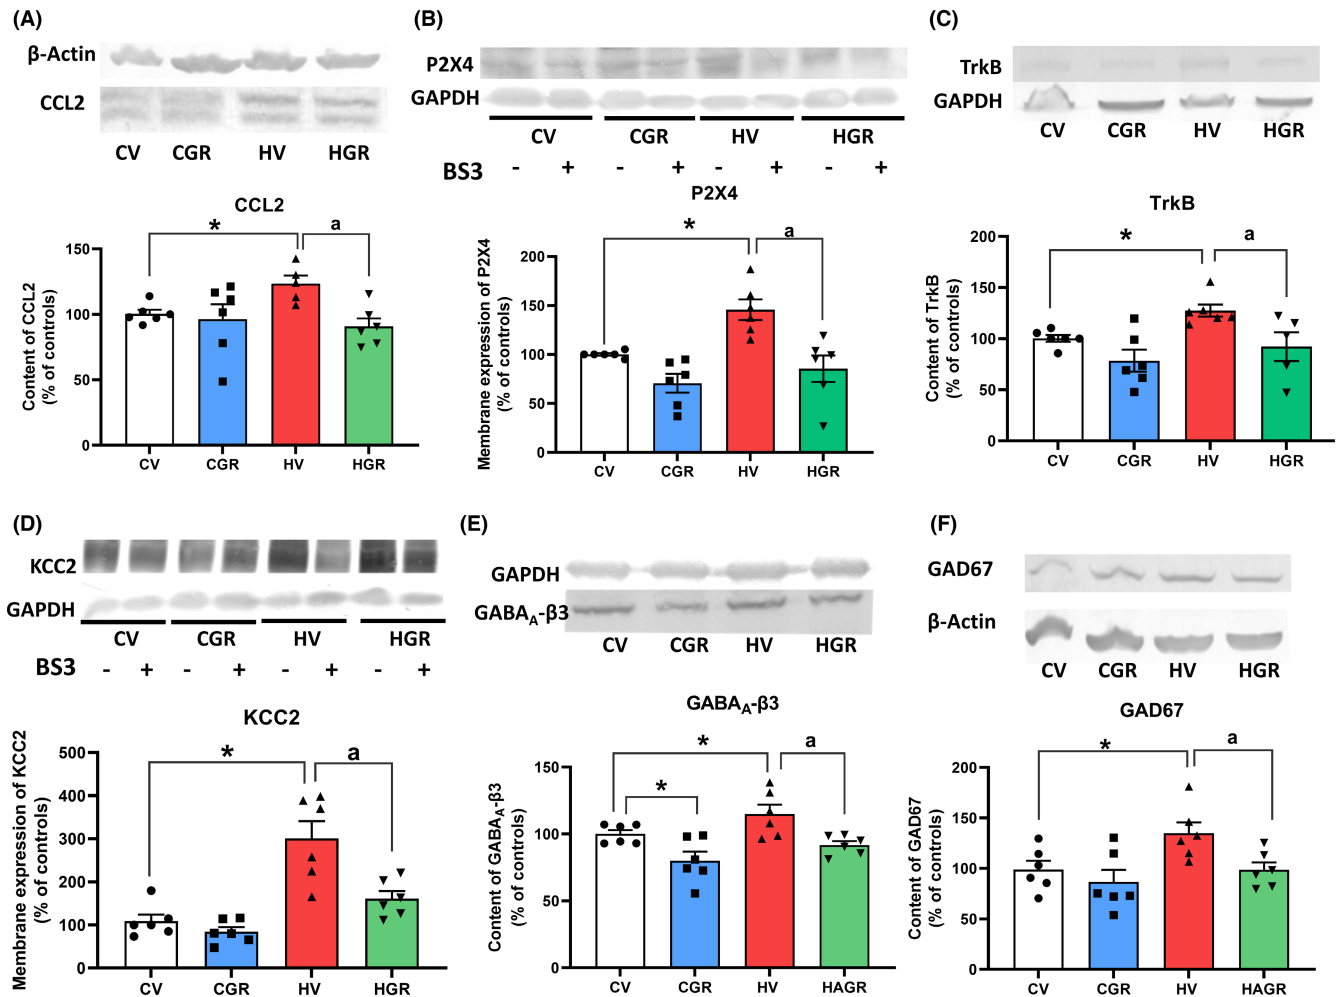 (A)
β-Actin
CCL2
CV CGR HV HGR
CCL2
* a
Content of CCL2
(% of controls)
150
100
50
0
CV CGR HV HGR
(B)
P2X4
GAPDH
CV CGR HV HGR
BS3 - + - + - + - +
P2X4
* a
Membrane expression of P2X4
(% of controls)
200
150
100
50
0
CV CGR HV HGR
(C)
TrkB
GAPDH
CV CGR HV HGR
TrkB
* a
Content of TrkB
(% of controls)
200
150
100
50
0
CV CGR HV HGR
(D)
KCC2
GAPDH
CV CGR HV HGR
BS3 - + - + - + - +
KCC2
* a
Membrane expression of KCC2
(% of controls)
500
400
300
200
100
0
CV CGR HV HGR
(E)
GAPDH
GABAA-β3
CV CGR HV HGR
GABAA-β3
* a
*
Content of GABAA-β3
(% of controls)
150
100
50
0
CV CGR HV HAGR
(F)
GAD67
β-Actin
CV CGR HV HGR
GAD67
* a
Content of GAD67
(% of controls)
200
150
100
50
0
CV CGR HV HGR